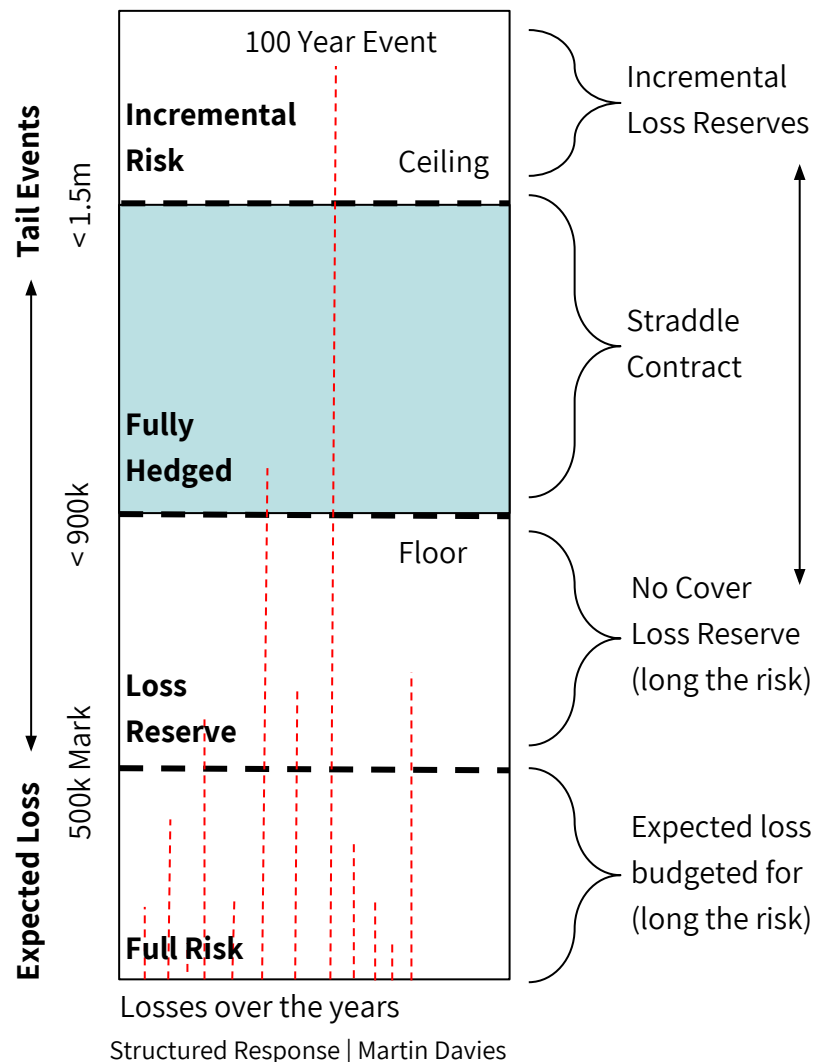 100 Year Event
Incremental
Risk
Ceiling
Incremental
Loss Reserves
Tail Events
< 1.5m
Straddle
Contract
Fully
Hedged
< 900k
Floor
No Cover
Loss Reserve
(long the risk)
Loss
Reserve
500k Mark
Expected Loss
Expected loss
budgeted for
(long the risk)
Full Risk
Losses over the years
Structured Response | Martin Davies